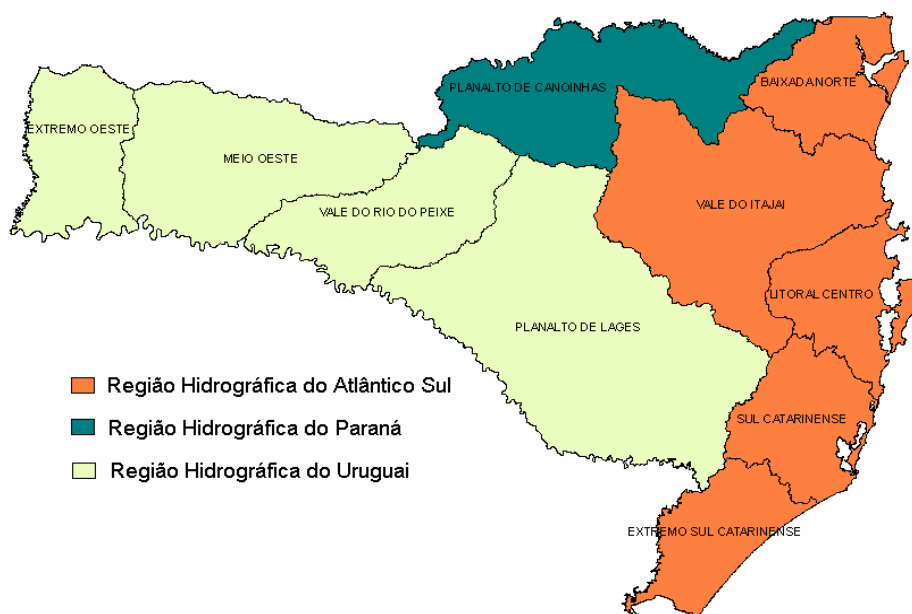 BAIXADA NORTE
PLANALTO DE CANOINHAS
EXTREMO OESTE
MEIO OESTE
VALE DO RIO DO PEIXE
VALE DO ITAJAI
LITORAL CENTRO
PLANALTO DE LAGES
SUL CATARINENSE
EXTREMO SUL CATARINENSE
Região Hidrográfica do Atlântico Sul
Região Hidrográfica do Paraná
Região Hidrográfica do Uruguai